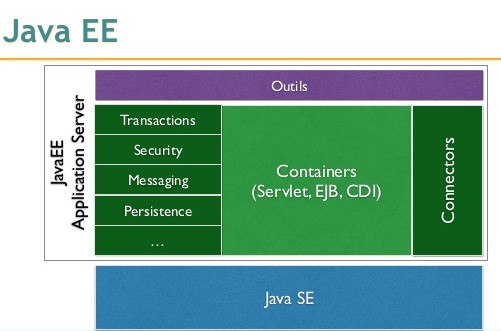 Java EE
JavaEE
Application Server
Outils
Transactions
Security
Messaging
Persistence
...
Containers
(Servlet, EJB, CDI)
Connectors
Java SE